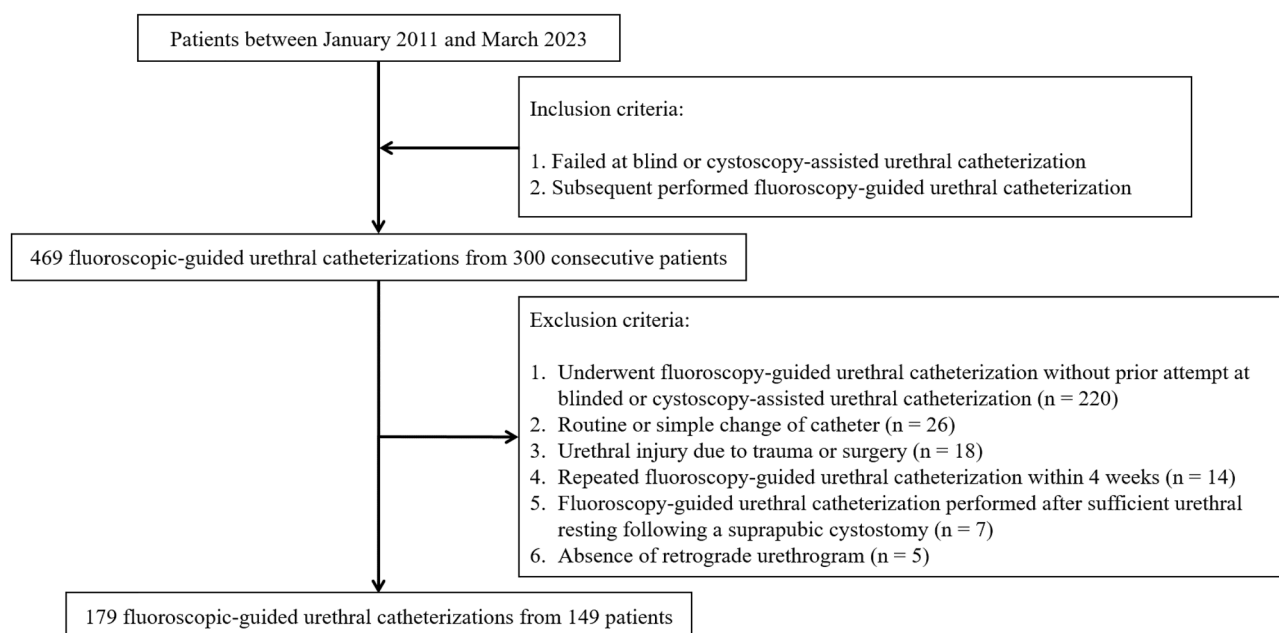 Patients between January 2011 and March 2023
Inclusion criteria:
1. Failed at blind or cystoscopy-assisted urethral catheterization
2. Subsequent performed fluoroscopy-guided urethral catheterization
469 fluoroscopic-guided urethral catheterizations from 300 consecutive patients
Exclusion criteria:
1. Underwent fluoroscopy-guided urethral catheterization without prior attempt at
blinded or cystoscopy-assisted urethral catheterization (n = 220)
2. Routine or simple change of catheter (n = 26)
3. Urethral injury due to trauma or surgery (n = 18)
4. Repeated fluoroscopy-guided urethral catheterization within 4 weeks (n = 14)
5. Fluoroscopy-guided urethral catheterization performed after sufficient urethral
resting following a suprapubic cystostomy (n = 7)
6. Absence of retrograde urethrogram (n = 5)
179 fluoroscopic-guided urethral catheterizations from 149 patients